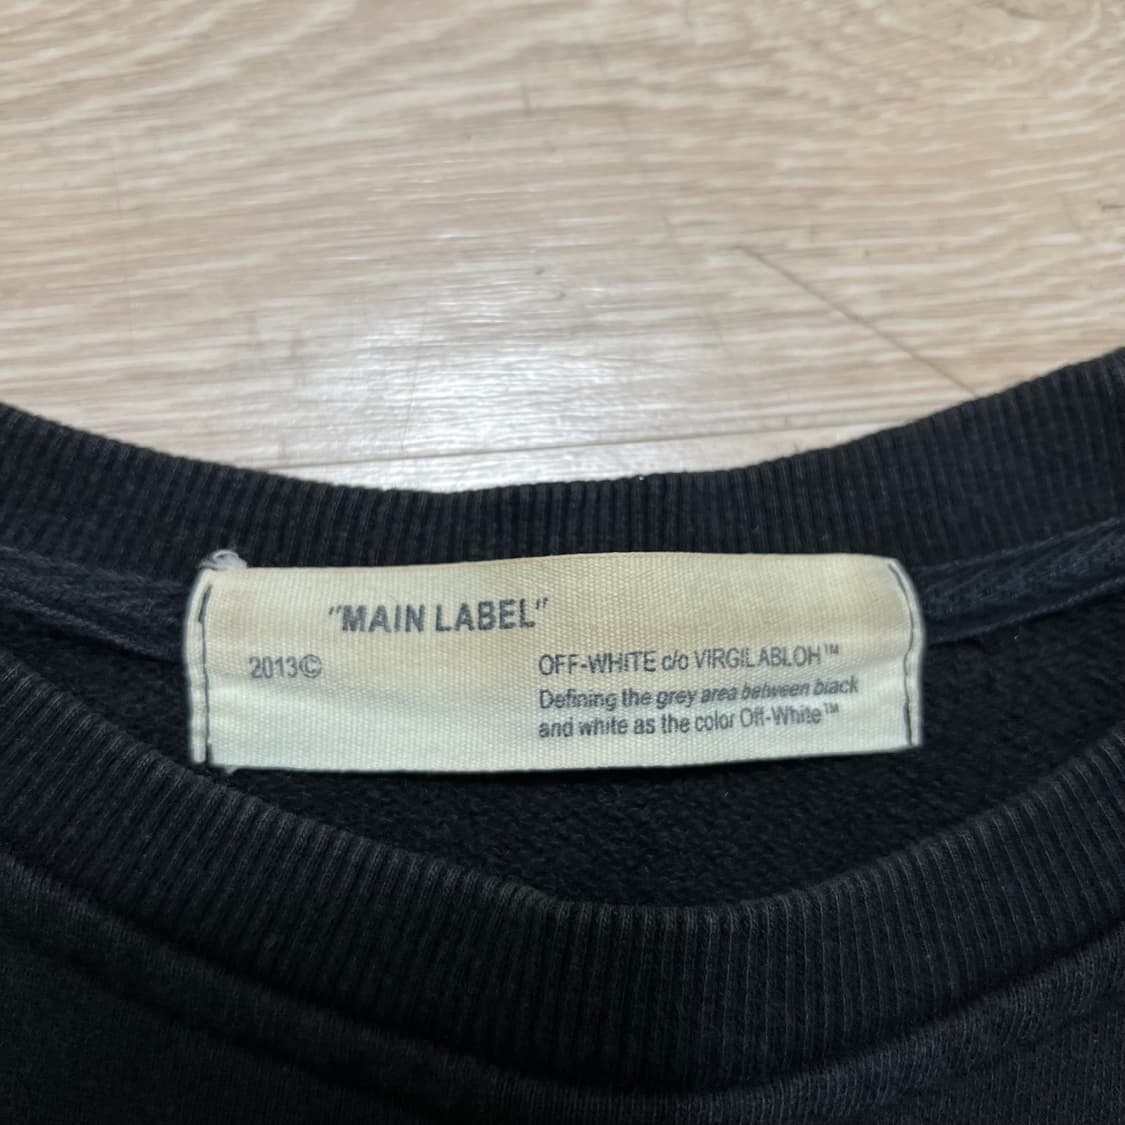 "MAIN LABEL"
2013©
OFF-WHITE c/o VIRGILABLOH™
Defining the grey area between black
and white as the color Off-White™